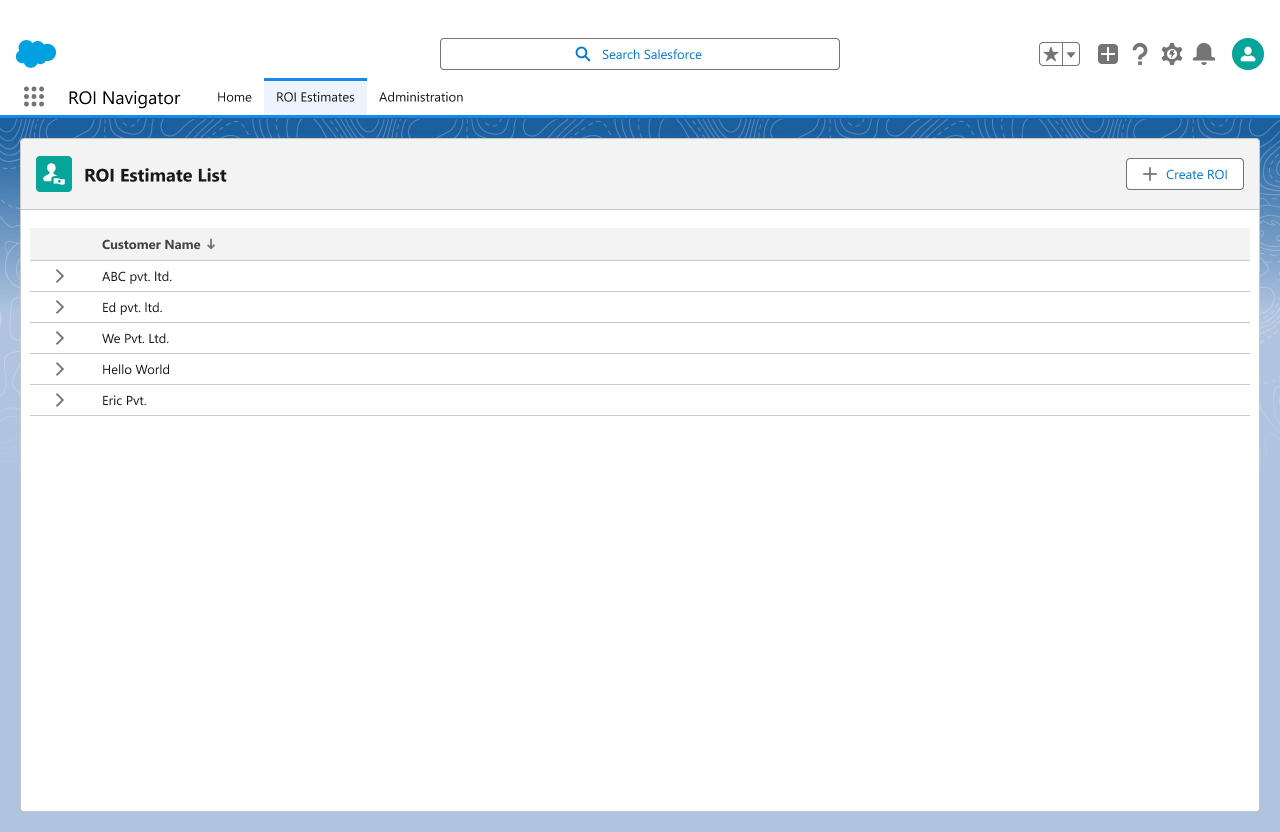 Search Salesforce
ROI Navigator
Home
ROI Estimates
Administration
ROI Estimate List
Create ROI
Customer Name
ABC pvt. ltd.
Ed pvt. ltd.
We Pvt. Ltd.
Hello World
Eric Pvt.